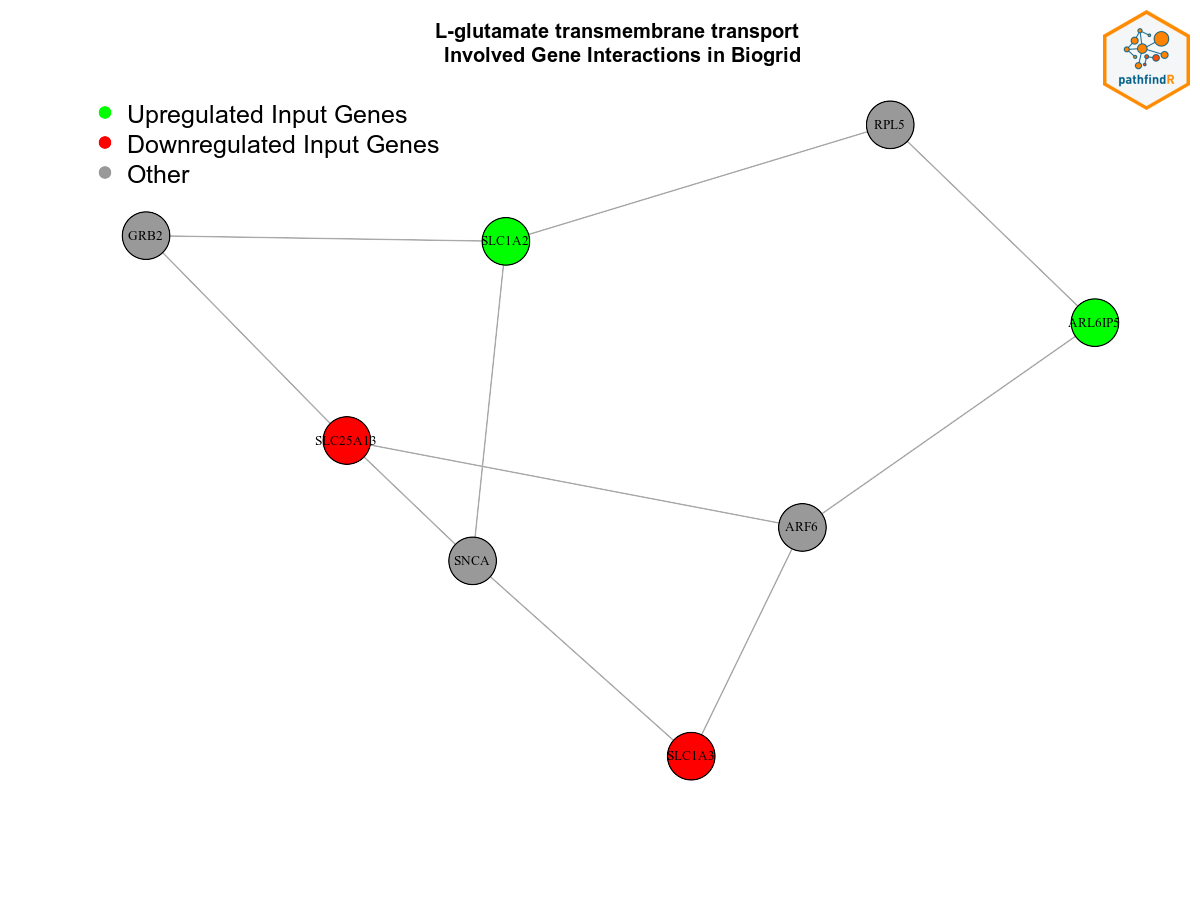 L-glutamate transmembrane transport
Involved Gene Interactions in Biogrid
pathfindR
Upregulated Input Genes
Downregulated Input Genes
Other
RPL5
GRB2
SLC1A2
ARL6IP5
SLC25A13
ARF6
SNCA
SLC1A3